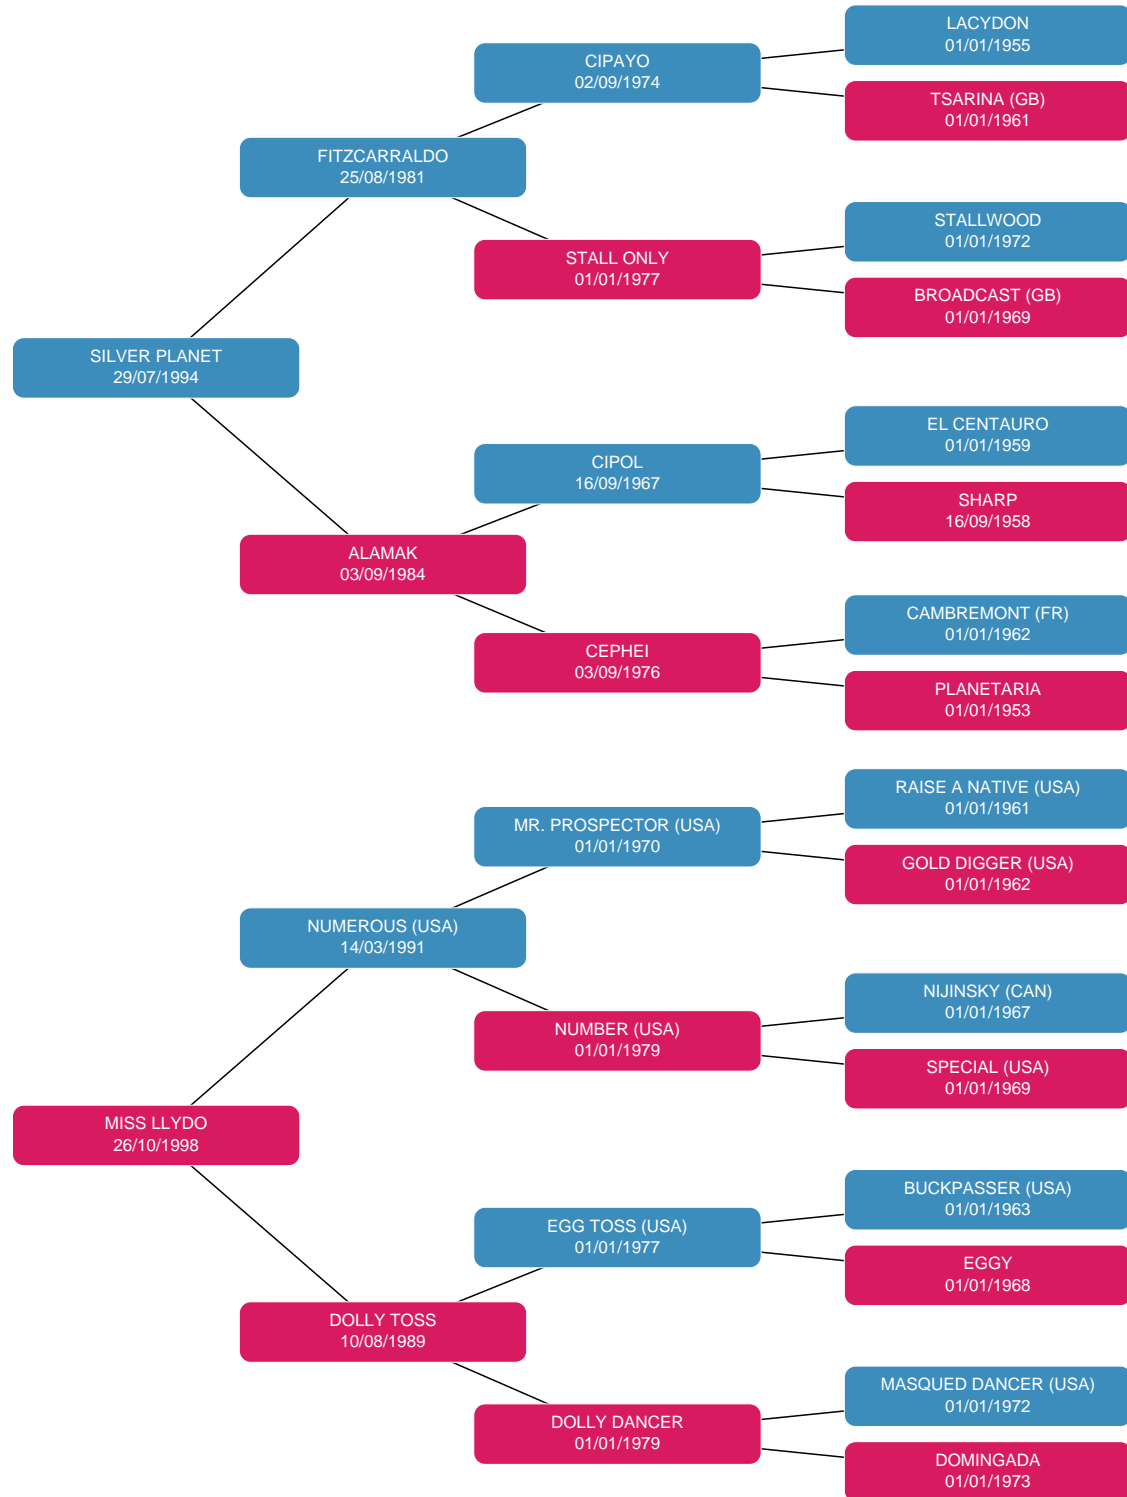 LACYDON
01/01/1955
CIPAYO
02/09/1974
TSARINA (GB)
01/01/1961
FITZCARRALDO
25/08/1981
STALLWOOD
01/01/1972
STALL ONLY
01/01/1977
BROADCAST (GB)
01/01/1969
SILVER PLANET
29/07/1994
EL CENTAURO
01/01/1959
CIPOL
16/09/1967
SHARP
16/09/1958
ALAMAK
03/09/1984
CAMBREMONT (FR)
01/01/1962
CEPHEI
03/09/1976
PLANETARIA
01/01/1953
RAISE A NATIVE (USA)
01/01/1961
MR. PROSPECTOR (USA)
01/01/1970
GOLD DIGGER (USA)
01/01/1962
NUMEROUS (USA)
14/03/1991
NIJINSKY (CAN)
01/01/1967
NUMBER (USA)
01/01/1979
SPECIAL (USA)
01/01/1969
MISS LLYDO
26/10/1998
BUCKPASSER (USA)
01/01/1963
EGG TOSS (USA)
01/01/1977
EGGY
01/01/1968
DOLLY TOSS
10/08/1989
MASQUED DANCER (USA)
01/01/1972
DOLLY DANCER
01/01/1979
DOMINGADA
01/01/1973